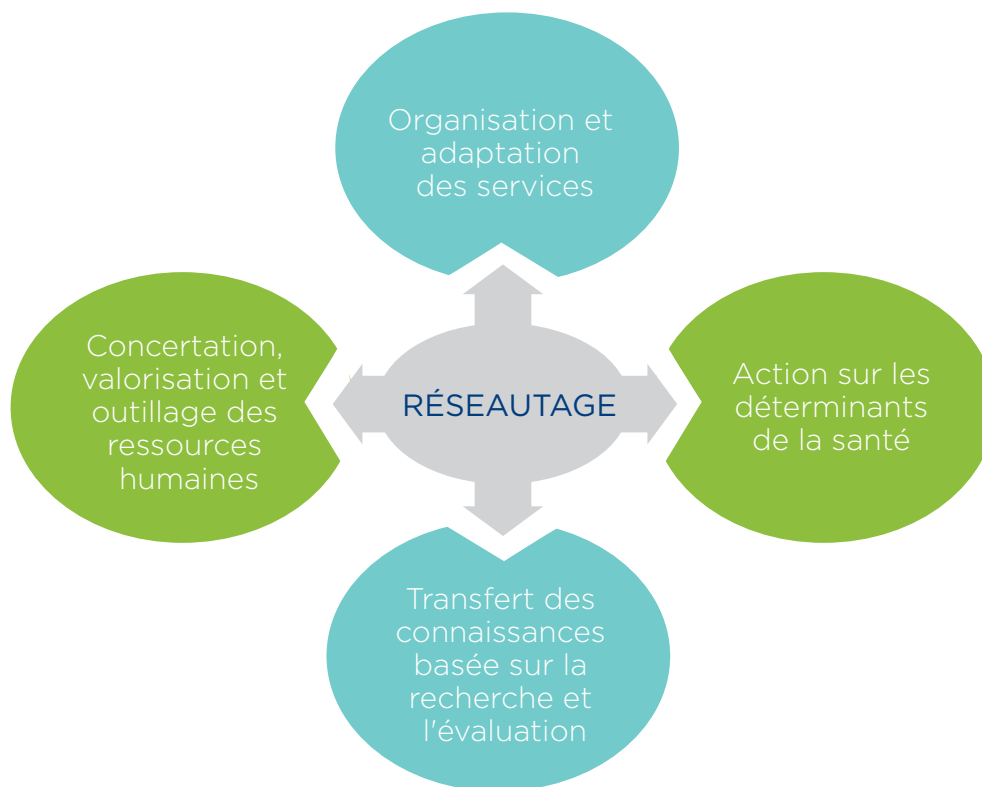 Organisation et
adaptation
des services
Concertation,
valorisation et
outillage des
ressources
humaines
RÉSEAUTAGE
Action sur les
déterminants
de la santé
Transfert des
connaissances
basée sur la
recherche et
l'évaluation